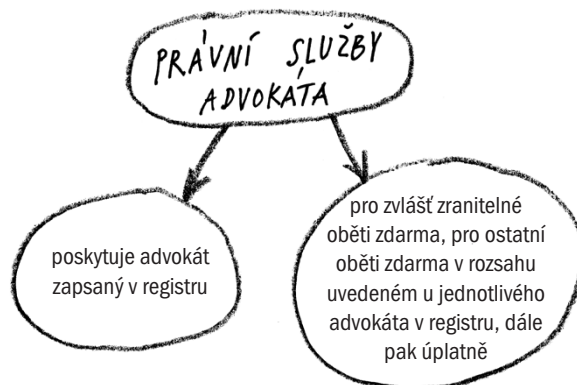 PRÁVNÍ SLUŽBY
ADVOKÁTA
poskytuje advokát
zapsaný v registru
pro zvlášť zranitelné
oběti zdarma, pro ostatní
oběti zdarma v rozsahu
uvedeném u jednotlivého
advokáta v registru, dále
pak úplatně